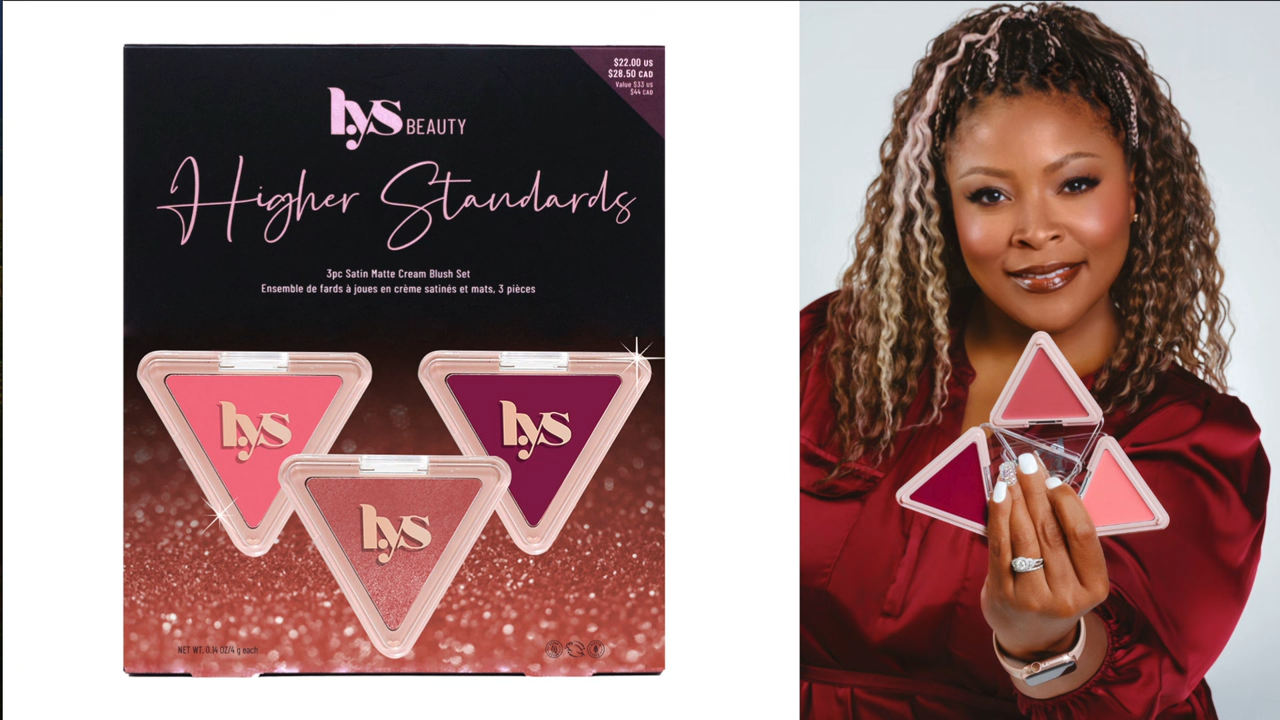 $22.00 US
$28.50 CAD
Value $33 US
$44 CAD
lys BEAUTY
Higher Standards
3pc Satin Matte Cream Blush Set
Ensemble de fards à joues en crème satinés et mats, 3 pièces
lys
lys
lys
NET WT. 0.14 OZ/4 g each